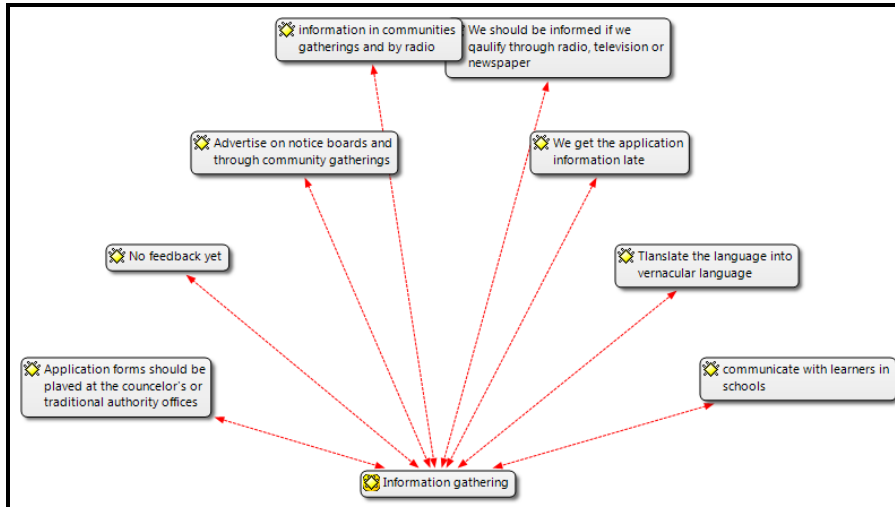 information in communities
gatherings and by radio
We should be informed if we
qaulify through radio, television or
newspaper
Advertise on notice boards and
through community gatherings
We get the application
information late
No feedback yet
Tlanslate the language into
vernacular language
Application forms should be
plaved at the councelor's or
traditional authority offices
communicate with learners in
schools
Information gathering